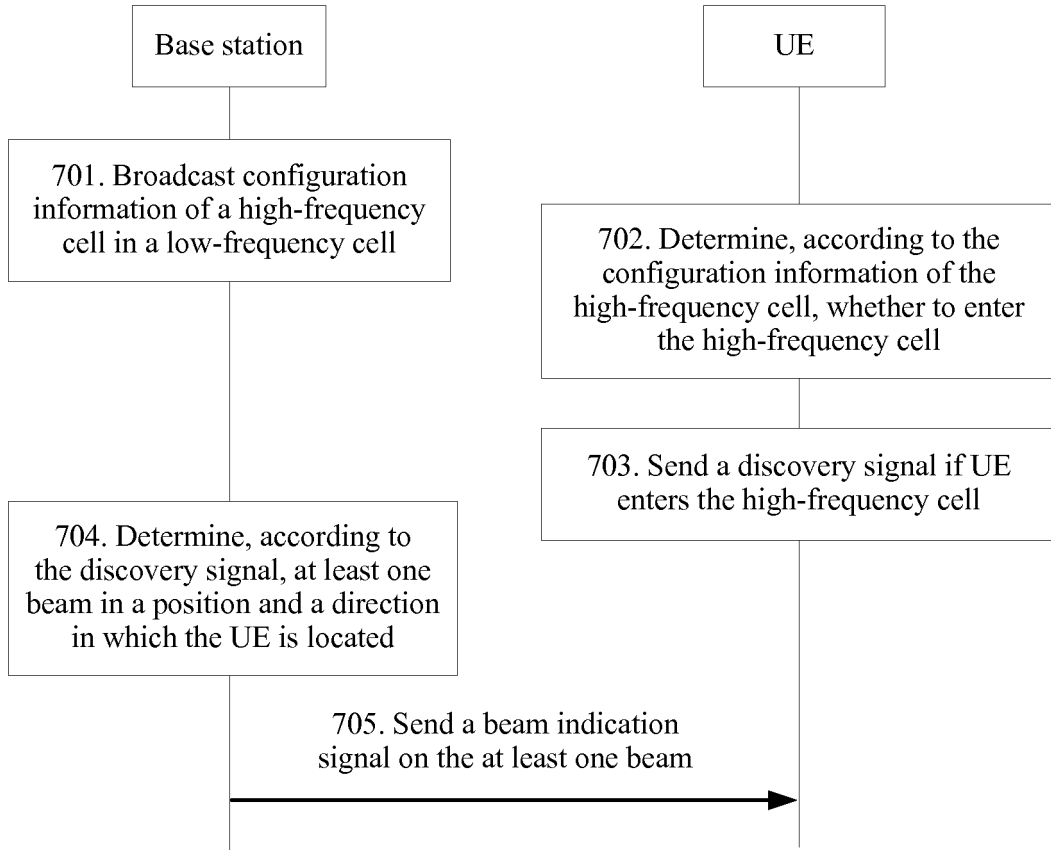 Base station
UE
701. Broadcast configuration
information of a high-frequency
cell in a low-frequency cell
702. Determine, according to the
configuration information of the
high-frequency cell, whether to enter
the high-frequency cell
703. Send a discovery signal if UE
enters the high-frequency cell
704. Determine, according to
the discovery signal, at least one
beam in a position and a direction
in which the UE is located
705. Send a beam indication
signal on the at least one beam